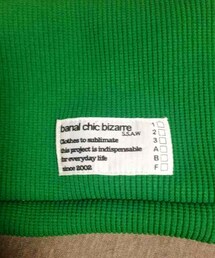 banal chic bizarre
S.S.A.W
Clothes to sublimate
this project is indispensable
for everyday life
since 2002
1
2
3
A
B
F